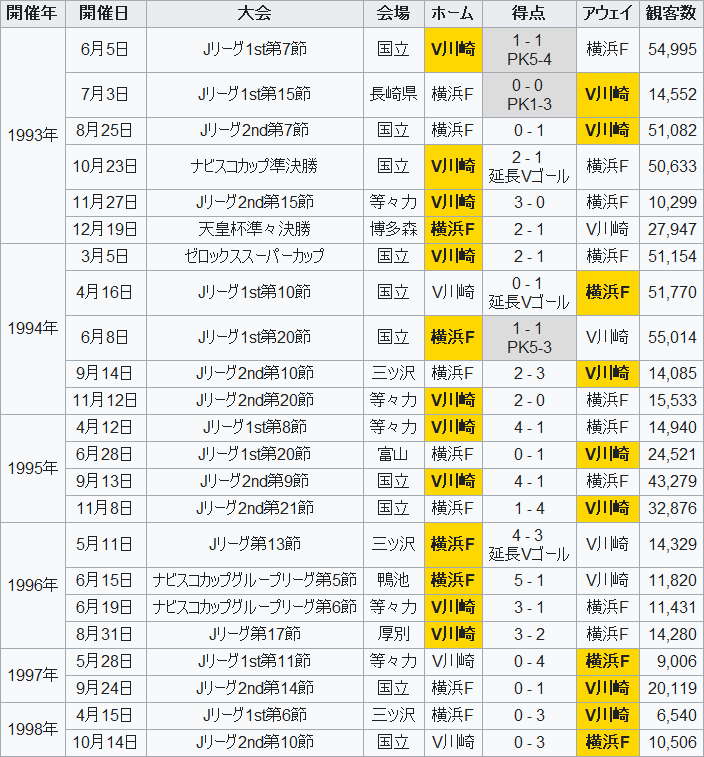 開催年 開催日 大会 会場 ホーム 得点 アウェイ 観客数
1993年
6月5日 Jリーグ1st第7節 国立 V川崎 1 - 1 PK5-4 横浜F 54,995
7月3日 Jリーグ1st第15節 長崎県 横浜F 0 - 0 PK1-3 V川崎 14,552
8月25日 Jリーグ2nd第7節 国立 横浜F 0 - 1 V川崎 51,082
10月23日 ナビスコカップ準決勝 国立 V川崎 2 - 1 延長Vゴール 横浜F 50,633
11月27日 Jリーグ2nd第15節 等々力 V川崎 3 - 0 横浜F 10,299
12月19日 天皇杯準々決勝 博多森 横浜F 2 - 1 V川崎 27,947
1994年
3月5日 ゼロックススーパーカップ 国立 V川崎 2 - 1 横浜F 51,154
4月16日 Jリーグ1st第10節 国立 V川崎 0 - 1 延長Vゴール 横浜F 51,770
6月8日 Jリーグ1st第20節 国立 横浜F 1 - 1 PK5-3 V川崎 55,014
9月14日 Jリーグ2nd第10節 三ツ沢 横浜F 2 - 3 V川崎 14,085
11月12日 Jリーグ2nd第20節 等々力 V川崎 2 - 0 横浜F 15,533
1995年
4月12日 Jリーグ1st第8節 等々力 V川崎 4 - 1 横浜F 14,940
6月28日 Jリーグ1st第20節 富山 横浜F 0 - 1 V川崎 24,521
9月13日 Jリーグ2nd第9節 国立 V川崎 4 - 1 横浜F 43,279
11月8日 Jリーグ2nd第21節 国立 横浜F 1 - 4 V川崎 32,876
1996年
5月11日 Jリーグ第13節 三ツ沢 横浜F 4 - 3 延長Vゴール V川崎 14,329
6月15日 ナビスコカップグループリーグ第5節 鴨池 横浜F 5 - 1 V川崎 11,820
6月19日 ナビスコカップグループリーグ第6節 等々力 V川崎 3 - 1 横浜F 11,431
8月31日 Jリーグ第17節 厚別 V川崎 3 - 2 横浜F 14,280
1997年
5月28日 Jリーグ1st第11節 等々力 V川崎 0 - 4 横浜F 9,006
9月24日 Jリーグ2nd第14節 国立 横浜F 0 - 1 V川崎 20,119
1998年
4月15日 Jリーグ1st第6節 三ツ沢 横浜F 0 - 3 V川崎 6,540
10月14日 Jリーグ2nd第10節 国立 V川崎 0 - 3 横浜F 10,506